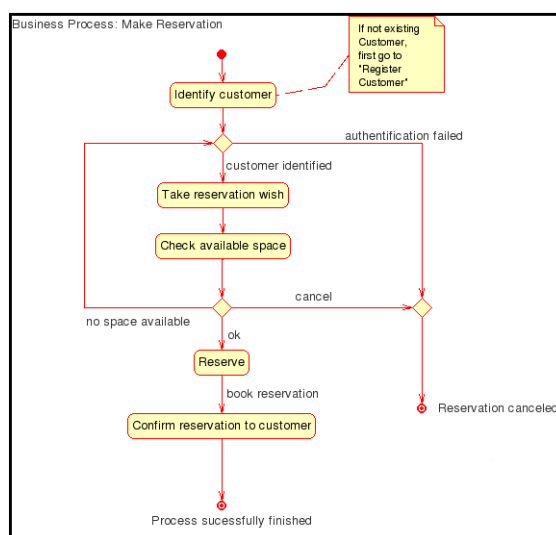 Business Process: Make Reservation
If not existing
Customer,
first go to
"Register
Customer"
Identify customer
authentification failed
customer identified
Take reservation wish
Check available space
cancel
no space available
ok
Reserve
book reservation
Reservation canceled
Confirm reservation to customer
Process sucessfully finished